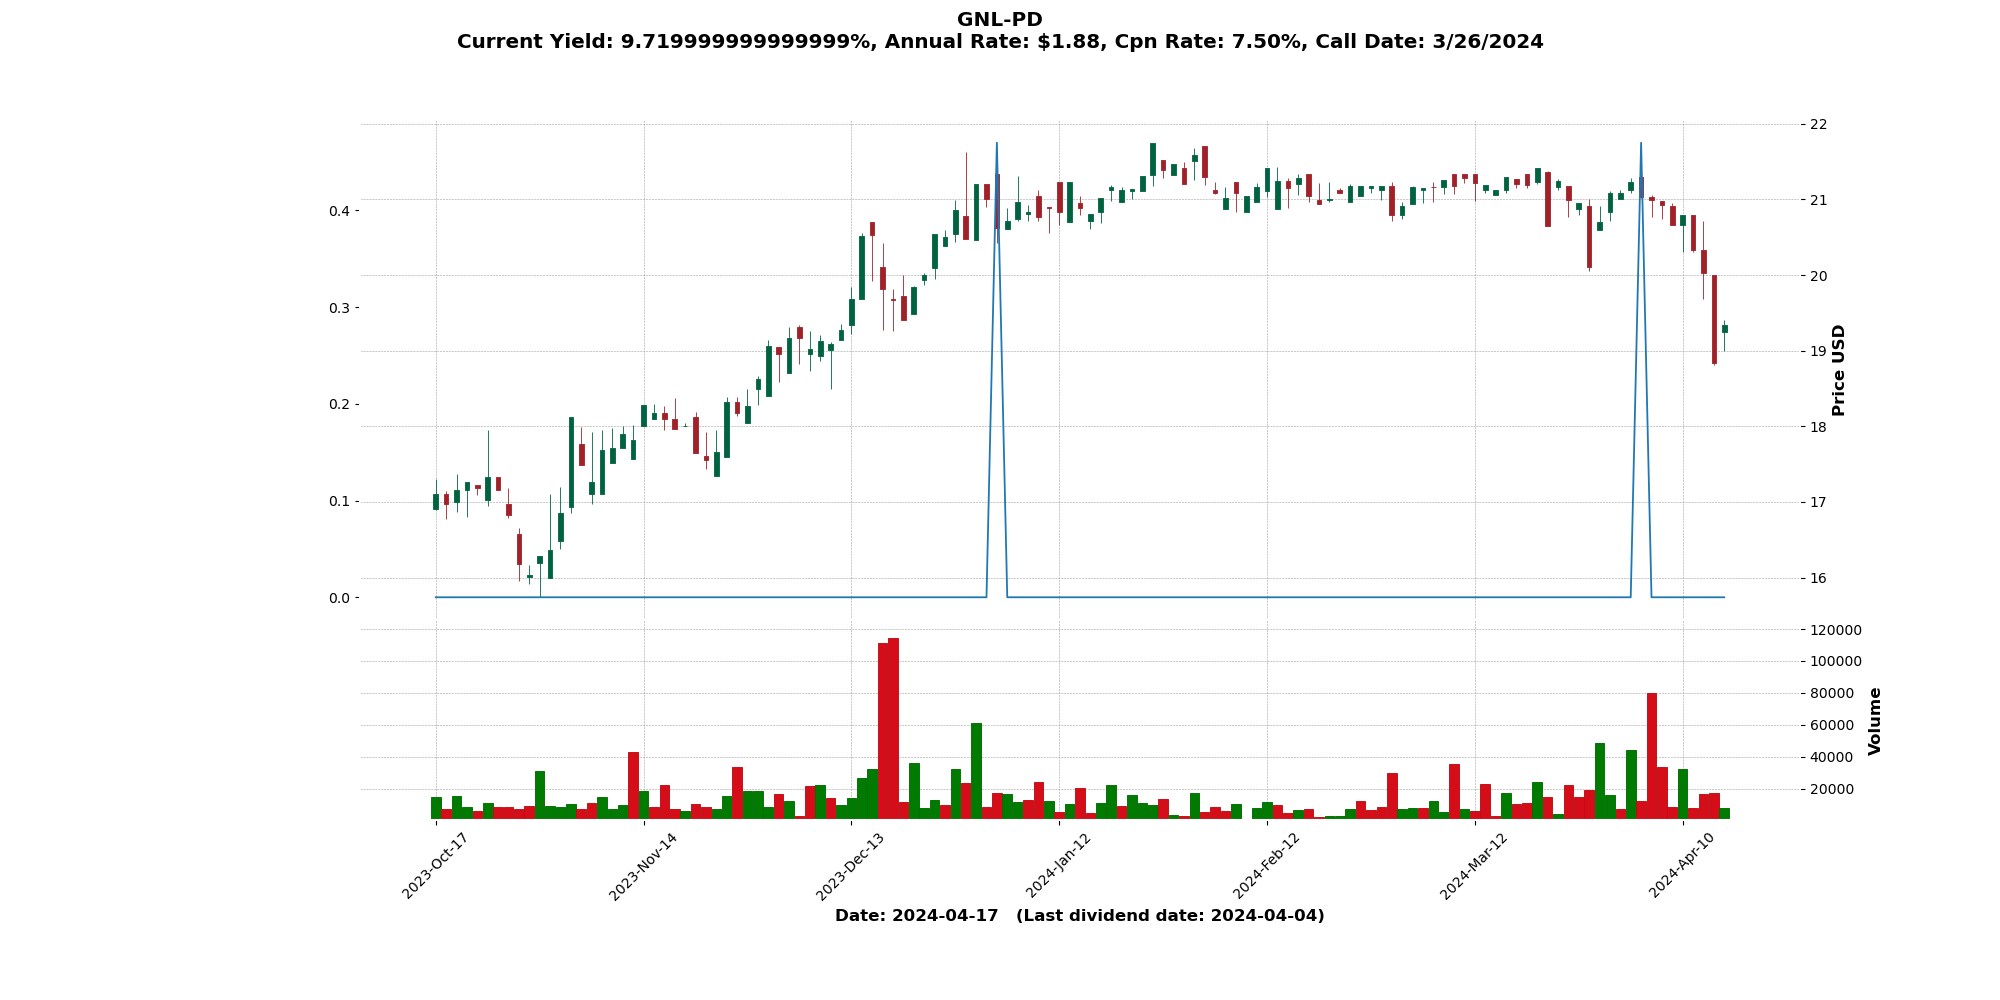 GNL-PD
Current Yield: 9.719999999999999%, Annual Rate: $1.88, Cpn Rate: 7.50%, Call Date: 3/26/2024
0.4
0.3
0.2
0.1
0.0
22
21
20
19
18
17
16
Price USD
120000
100000
80000
60000
40000
20000
Volume
2023-Oct-17
2023-Nov-14
2023-Dec-13
2024-Jan-12
2024-Feb-12
2024-Mar-12
2024-Apr-10
Date: 2024-04-17 (Last dividend date: 2024-04-04)